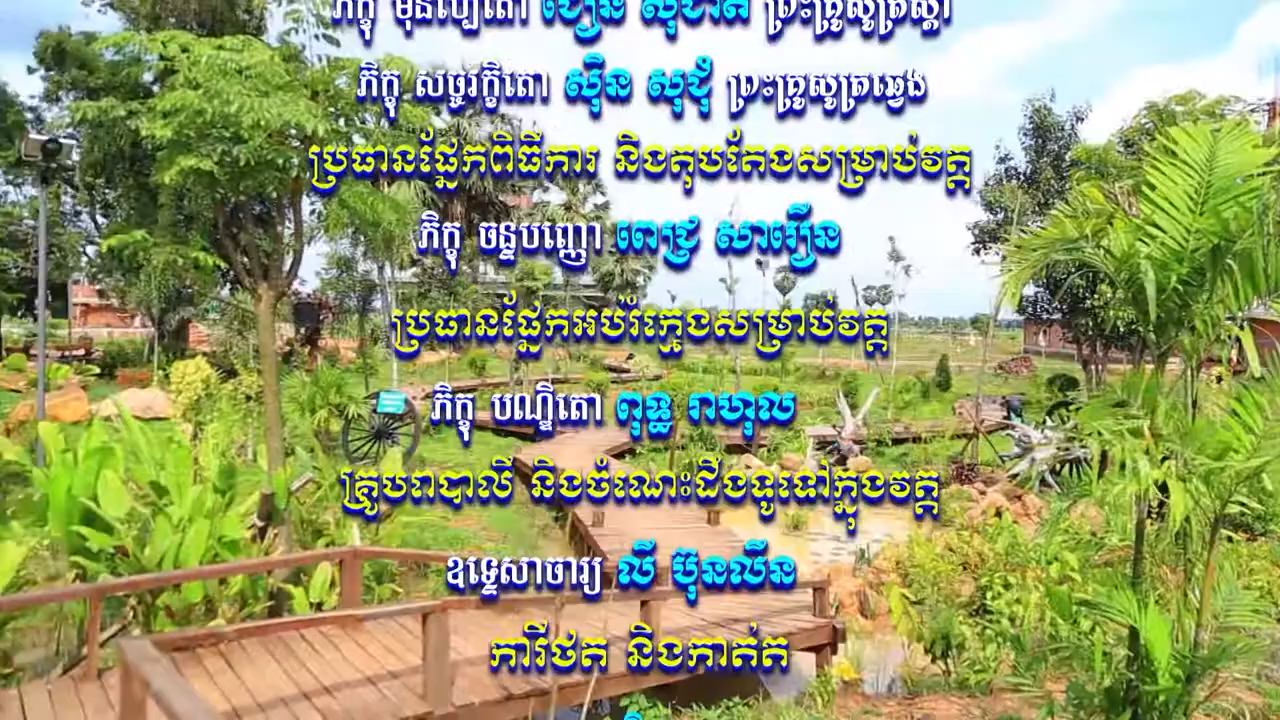 ភិក្ខុ
ភិក្ខុ សច្ចរក្ខិតោ ស៊ិន សុជុំ ព្រះគ្រូសូត្រឆ្វេង
ប្រធានផ្នែកពិធីការ និងតុបតែងសម្រាប់វត្ត
ភិក្ខុ ចន្ទបញ្ញោ ពេជ្រ សារឿន
ប្រធានផ្នែកអប់រំក្មេងសម្រាប់វត្ត
ភិក្ខុ បណ្ឌិតោ ពុទ្ធ រាហុល
គ្រូបរាបាលី និងចំណេះដឹងទូទៅក្នុងវត្ត
ឧទ្ទេសាចារ្យ លី ប៊ុនលីន
ការីថត និងកាត់ត